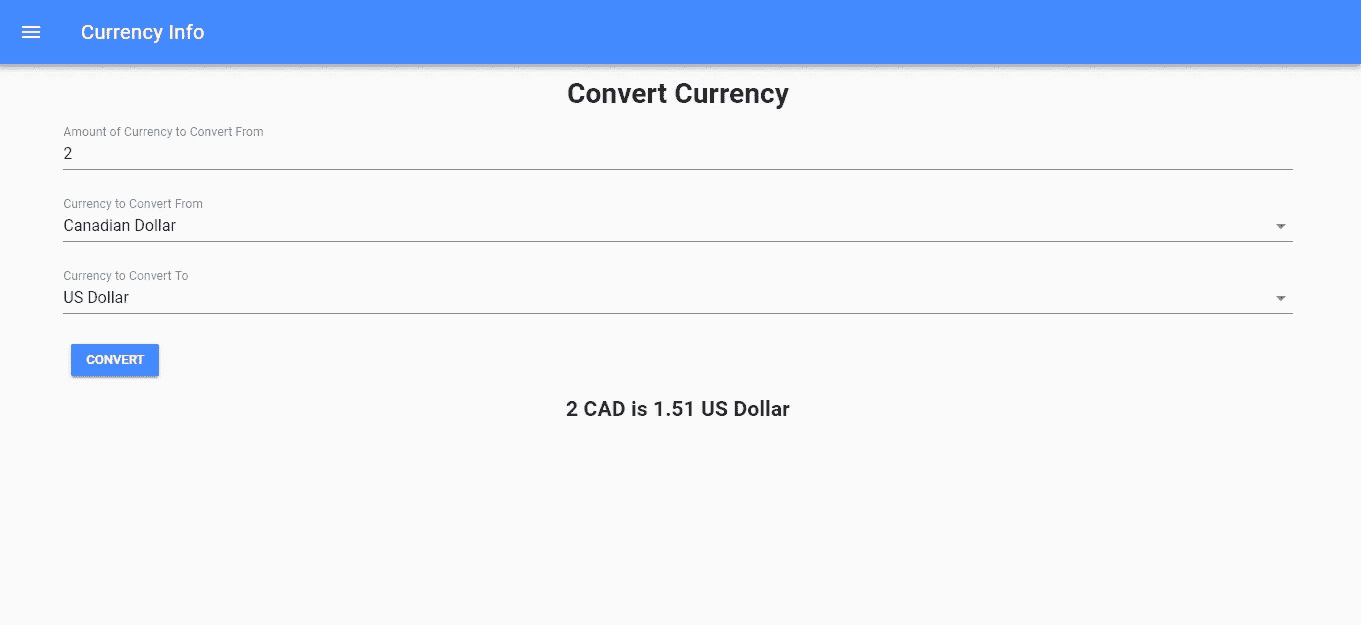 Currency Info
Convert Currency
Amount of Currency to Convert From
2
Currency to Convert From
Canadian Dollar
Currency to Convert To
US Dollar
CONVERT
2 CAD is 1.51 US Dollar